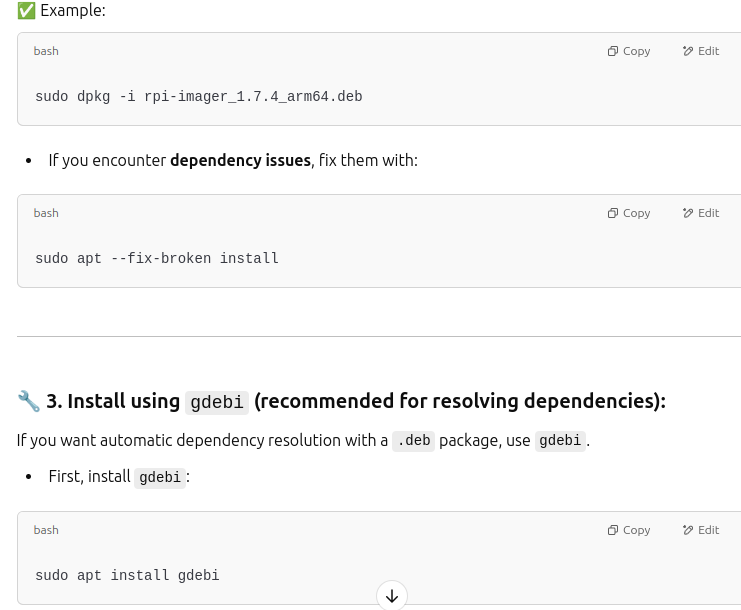 ✅ Example:
bash
Copy
Edit
sudo dpkg -i rpi-imager_1.7.4_arm64.deb
• If you encounter dependency issues, fix them with:
bash
Copy
Edit
sudo apt --fix-broken install
🔧 3. Install using gdebi (recommended for resolving dependencies):
If you want automatic dependency resolution with a .deb package, use gdebi.
• First, install gdebi:
bash
Copy
Edit
sudo apt install gdebi